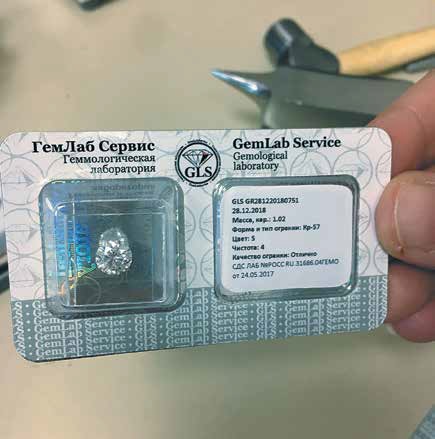 ГемЛаб Сервис
Геммологическая
лаборатория
GLS
GemLab Service
Gemological
laboratory
GLS GR281220180751
28.12.2018
Масса, кар.: 1.02
Форма и тип огранки: Кр-57
Цвет: 5
Чистота: 4
Качество огранки: Отлично
СДС ЛАБ №РОСС RU.31686.04ГЕМО
от 24.05.2017